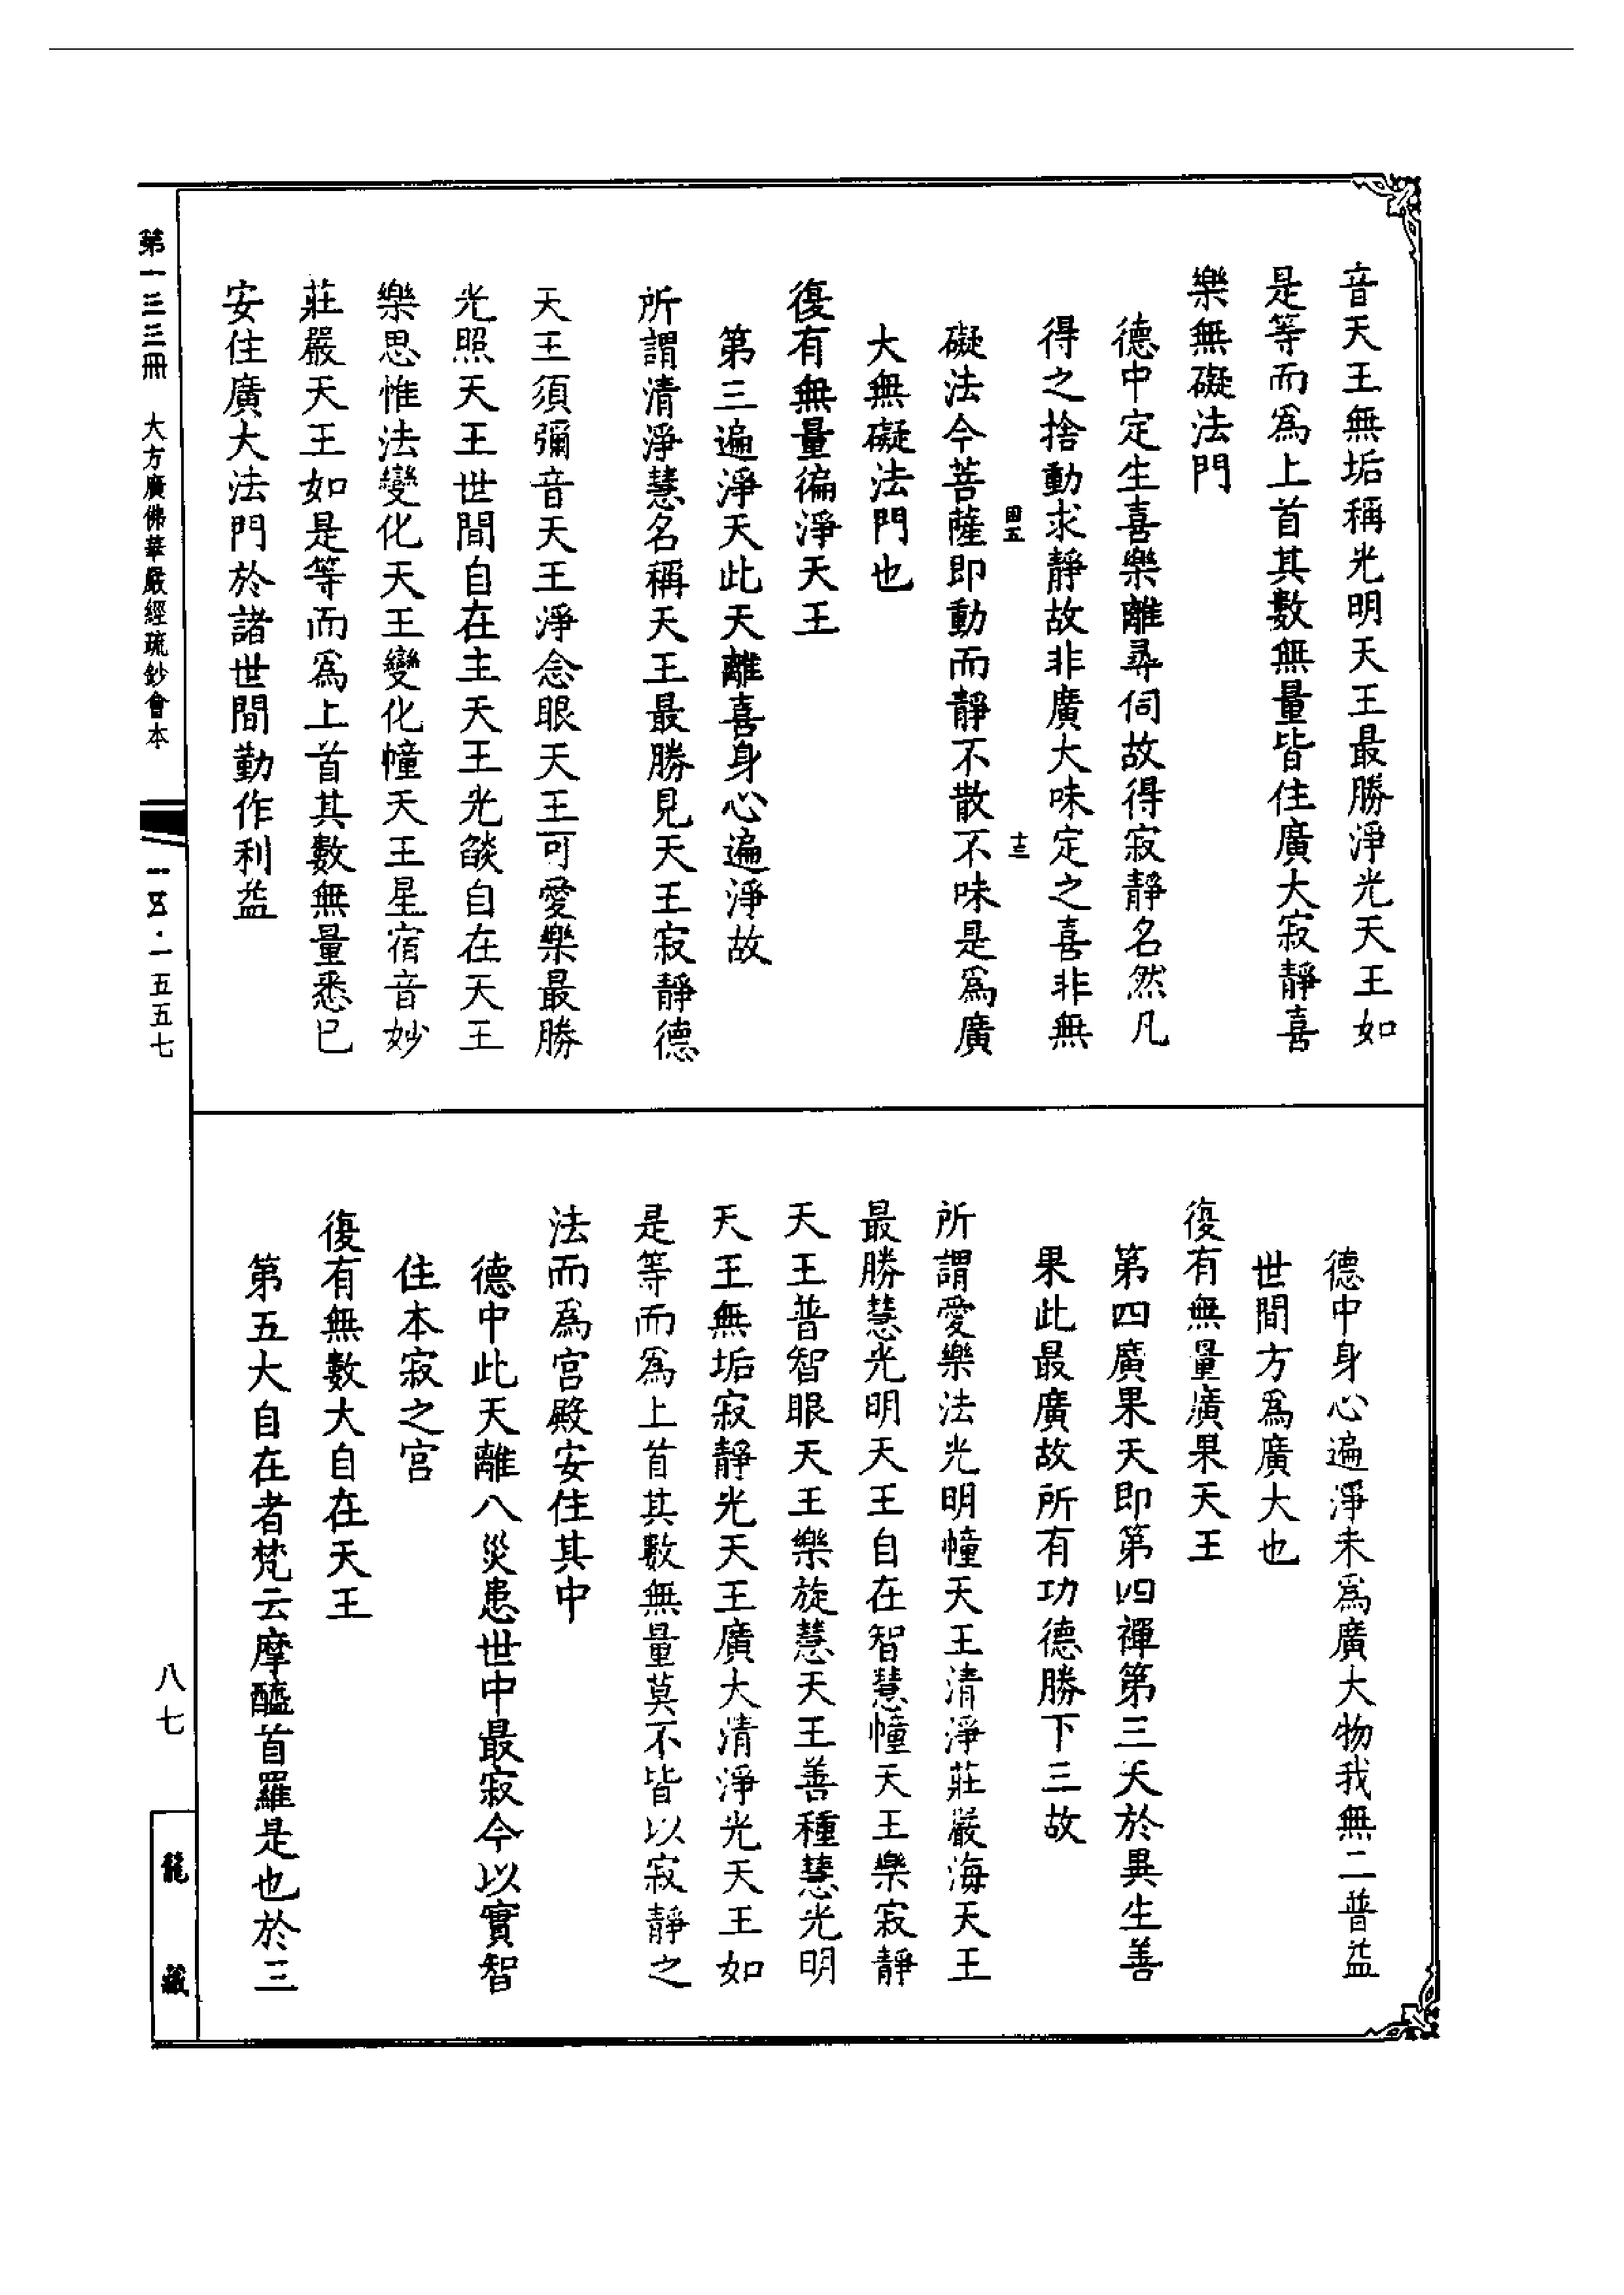 音天王無垢稱光明天王最勝淨光天王如
是等而爲上首其數無量皆住廣大寂靜喜
樂無礙法門
德中定生喜樂離尋伺故得寂靜名然凡
得之捨動求靜故非廣大味定之喜非無
國五
十三
礙法今菩薩即動而靜不散不味是爲廣
大無礙法門也
復有無量徧淨天王
第三遍淨天此天離喜身心遍淨故
所謂清淨慧名稱天王最勝見天王寂靜德
天王須彌音天王淨念眼天王可愛樂最勝
光照天王世間自在主天王光燄自在天王
樂思惟法變化天王變化幢天王星宿音妙
莊嚴天王如是等而爲上首其數無量悉已
安住廣大法門於諸世間勤作利益
德中身心遍淨未爲廣大物我無二普益
世間方爲廣大也
復有無量廣果天王
第四廣果天即第四禪第三天於異生善
果此最廣故所有功德勝下三故
所謂愛樂法光明幢天王清淨莊嚴海天王
最勝慧光明天王自在智慧幢天王樂寂靜
天王普智眼天王樂旋慧天王善種慧光明
天王無垢寂靜光天王廣大清淨光天王如
是等而爲上首其數無量莫不皆以寂靜之
法而爲宮殿安住其中
德中此天離八災患世中最寂今以實智
住本寂之宮
復有無數大自在天王
第五大自在者梵云摩醯首羅是也於三
第一三三冊 大方廣佛華嚴經疏鈔會本
·一五五七
八七
龍藏